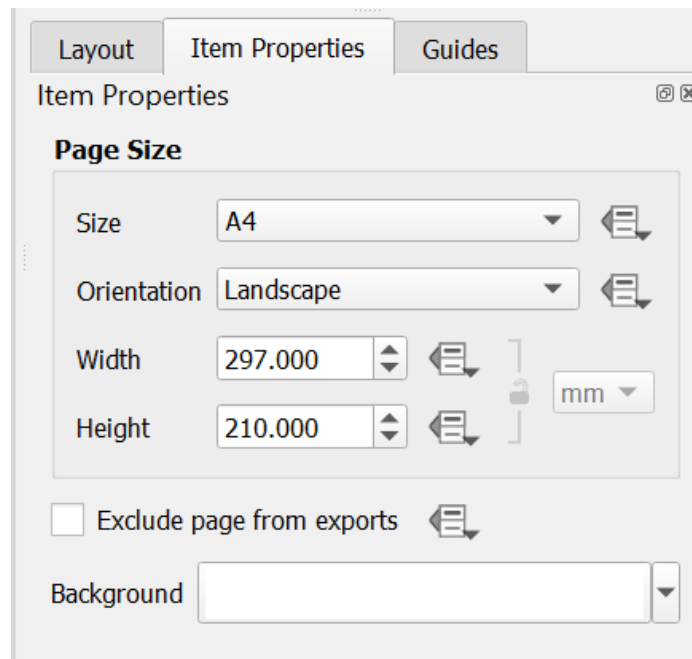 Layout Item Properties Guides
Item Properties
Page Size
Size A4
Orientation Landscape
Width 297.000
mm
Height 210.000
Exclude page from exports
Background